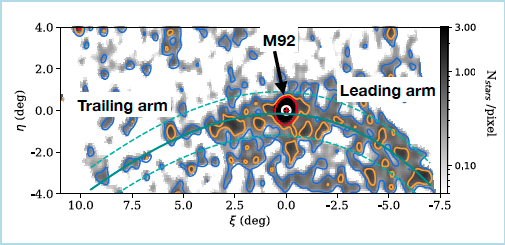 M92
Trailing arm
Leading arm
4.0
2.0
0.0
-2.0
-4.0
η (deg)
10.0 7.5 5.0 2.5 0.0 -2.5 -5.0 -7.5
ξ (deg)
3.00
1.00
0.10
Nstars /pixel